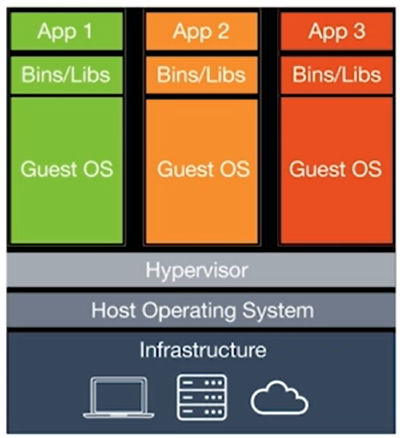 App 1 App 2 App 3
Bins/Libs Bins/Libs Bins/Libs
Guest OS Guest OS Guest OS
Hypervisor
Host Operating System
Infrastructure